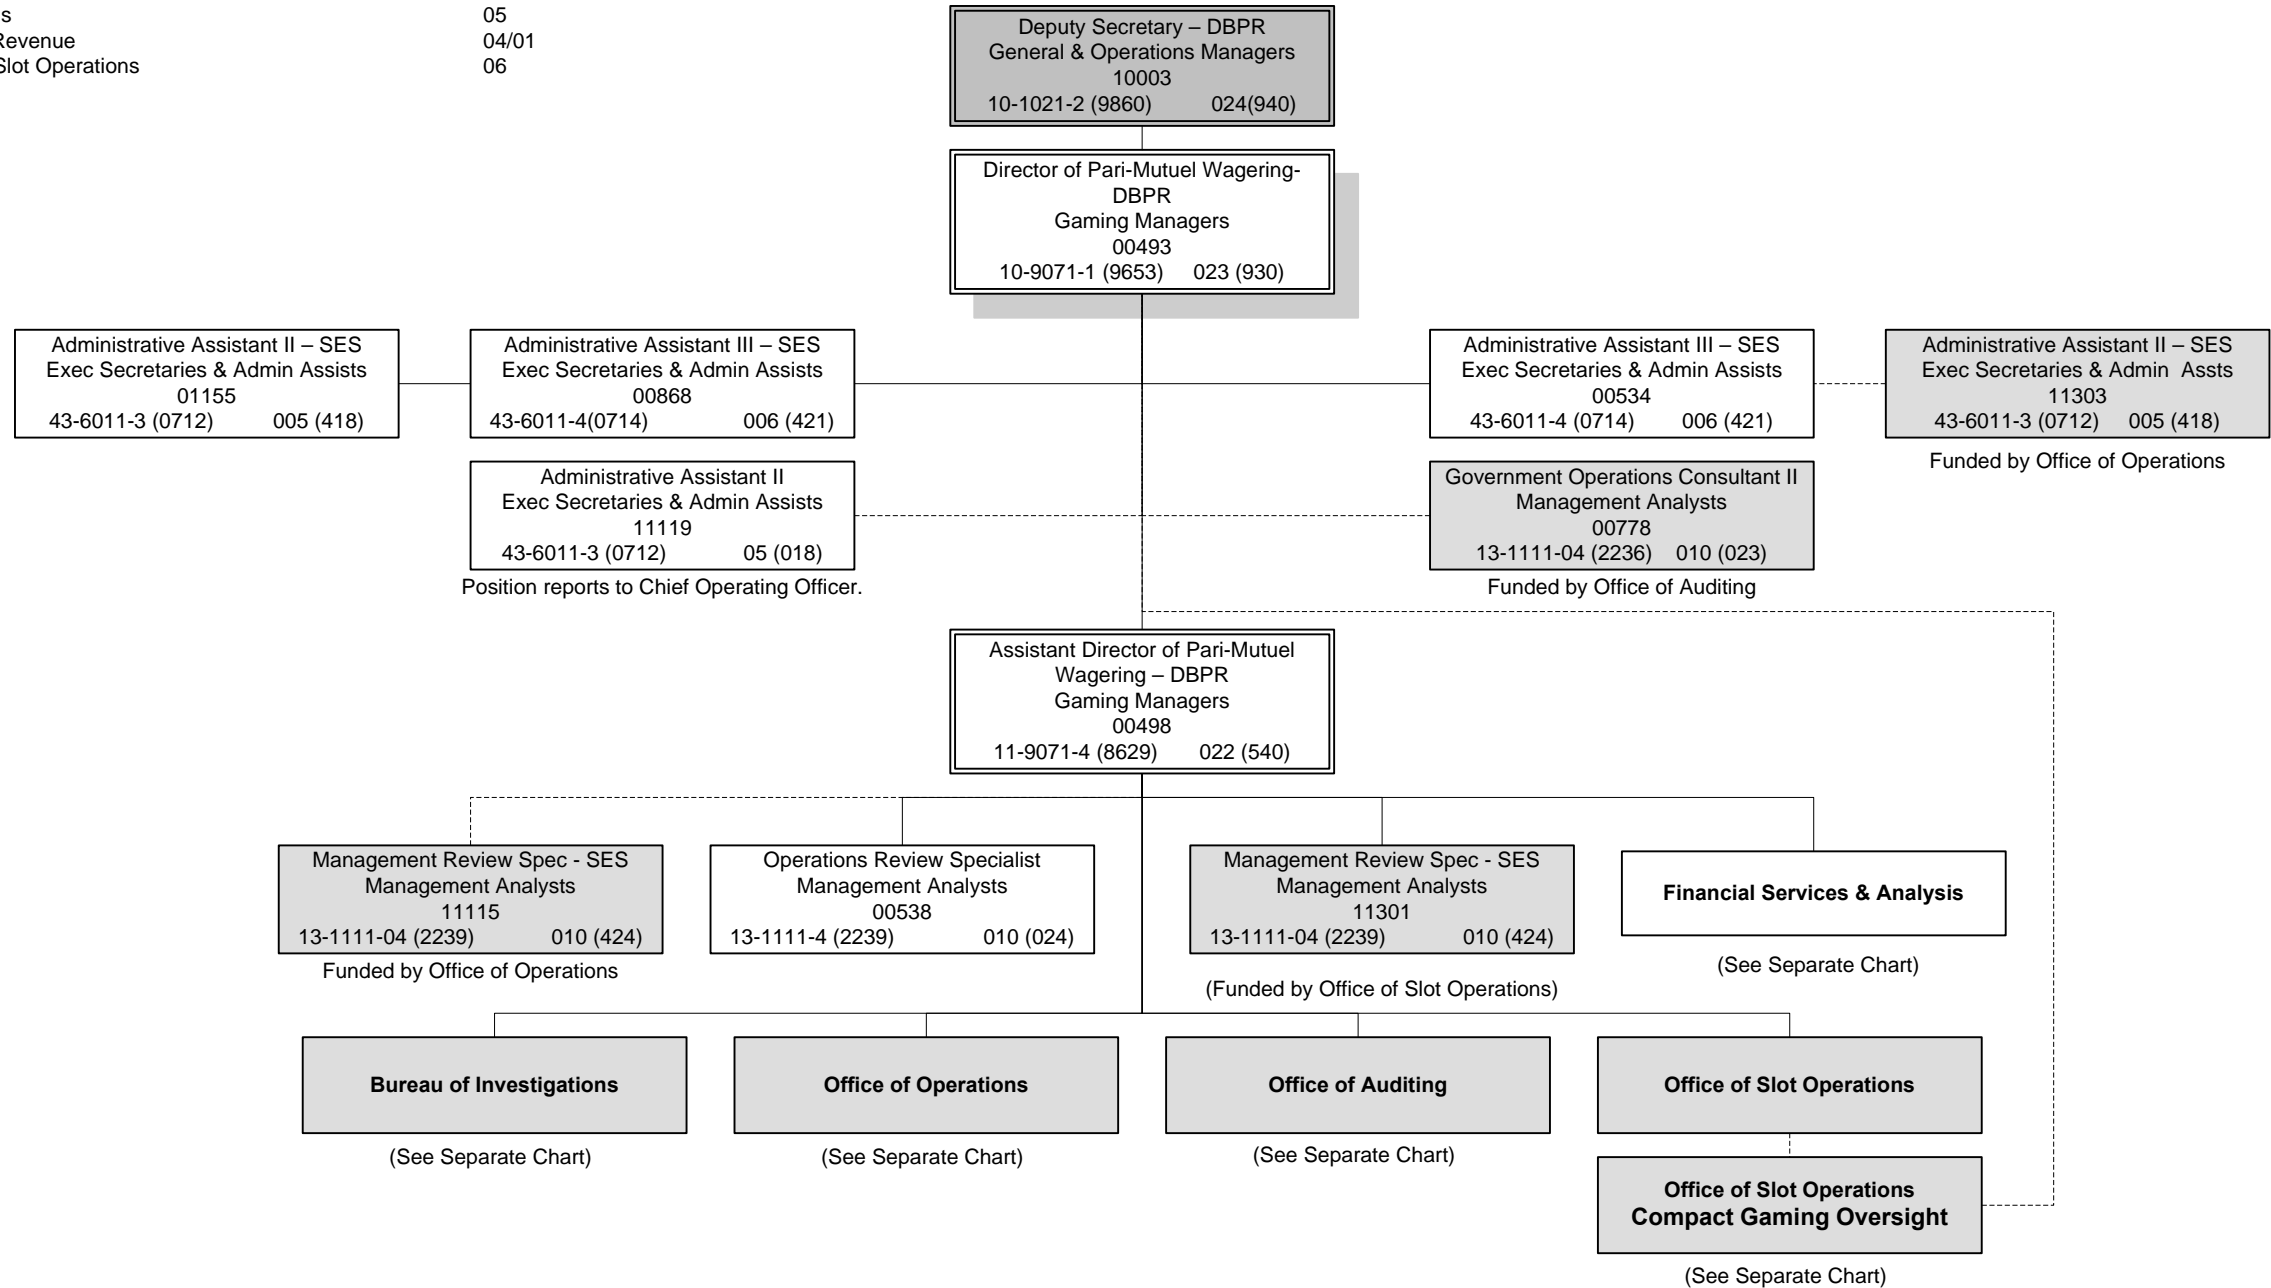 s 05
Revenue 04/01
Slot Operations 06
Deputy Secretary – DBPR
General & Operations Managers
10003
10-1021-2 (9860) 024(940)
Director of Pari-Mutuel Wagering-
DBPR
Gaming Managers
00493
10-9071-1 (9653) 023 (930)
Administrative Assistant II – SES
Exec Secretaries & Admin Assists
01155
43-6011-3 (0712) 005 (418)
Administrative Assistant III – SES
Exec Secretaries & Admin Assists
00868
43-6011-4(0714) 006 (421)
Administrative Assistant III – SES
Exec Secretaries & Admin Assists
00534
43-6011-4 (0714) 006 (421)
Administrative Assistant II – SES
Exec Secretaries & Admin Assts
11303
43-6011-3 (0712) 005 (418)
Funded by Office of Operations
Administrative Assistant II
Exec Secretaries & Admin Assists
11119
43-6011-3 (0712) 05 (018)
Position reports to Chief Operating Officer.
Government Operations Consultant II
Management Analysts
00778
13-1111-04 (2236) 010 (023)
Funded by Office of Auditing
Assistant Director of Pari-Mutuel
Wagering – DBPR
Gaming Managers
00498
11-9071-4 (8629) 022 (540)
Management Review Spec - SES
Management Analysts
11115
13-1111-04 (2239) 010 (424)
Funded by Office of Operations
Operations Review Specialist
Management Analysts
00538
13-1111-4 (2239) 010 (024)
Management Review Spec - SES
Management Analysts
11301
13-1111-04 (2239) 010 (424)
(Funded by Office of Slot Operations)
Financial Services & Analysis
(See Separate Chart)
Bureau of Investigations
(See Separate Chart)
Office of Operations
(See Separate Chart)
Office of Auditing
(See Separate Chart)
Office of Slot Operations
Office of Slot Operations
Compact Gaming Oversight
(See Separate Chart)